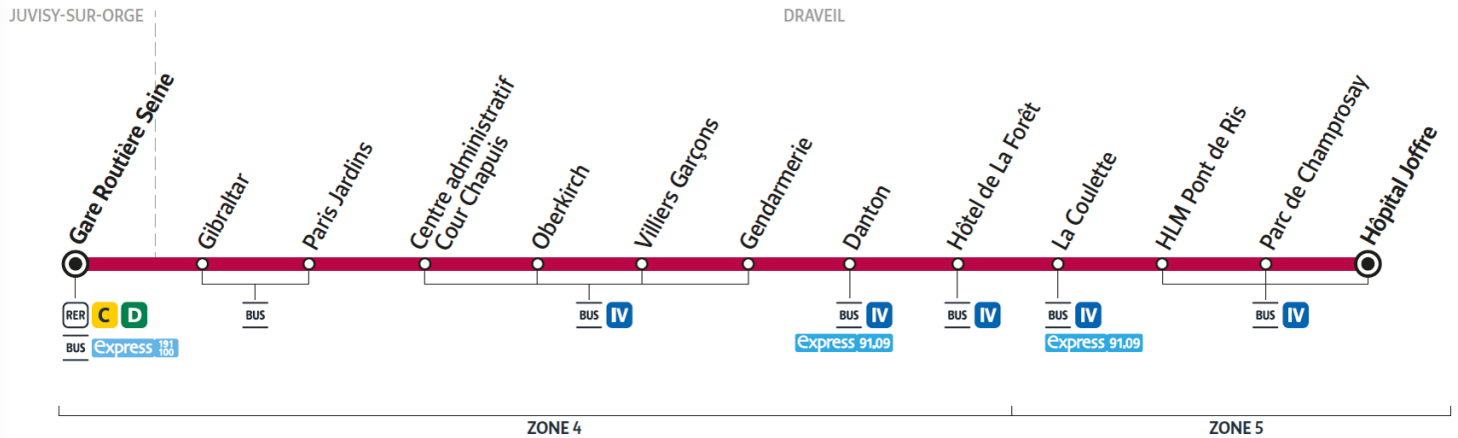 JUVISY-SUR-ORGE
DRAVEIL
Gare Routière Seine
Gibraltar
Paris Jardins
Centre administratif
Cour Chapuis
Oberkirch
Villiers Garçons
Gendarmerie
Danton
Hôtel de La Forêt
La Coulette
HLM Pont de Ris
Parc de Champrosay
Hôpital Joffre
RER C D
BUS express 191 100
BUS
BUS IV
BUS IV
express 91.09
BUS IV
BUS IV
express 91.09
BUS IV
ZONE 4
ZONE 5